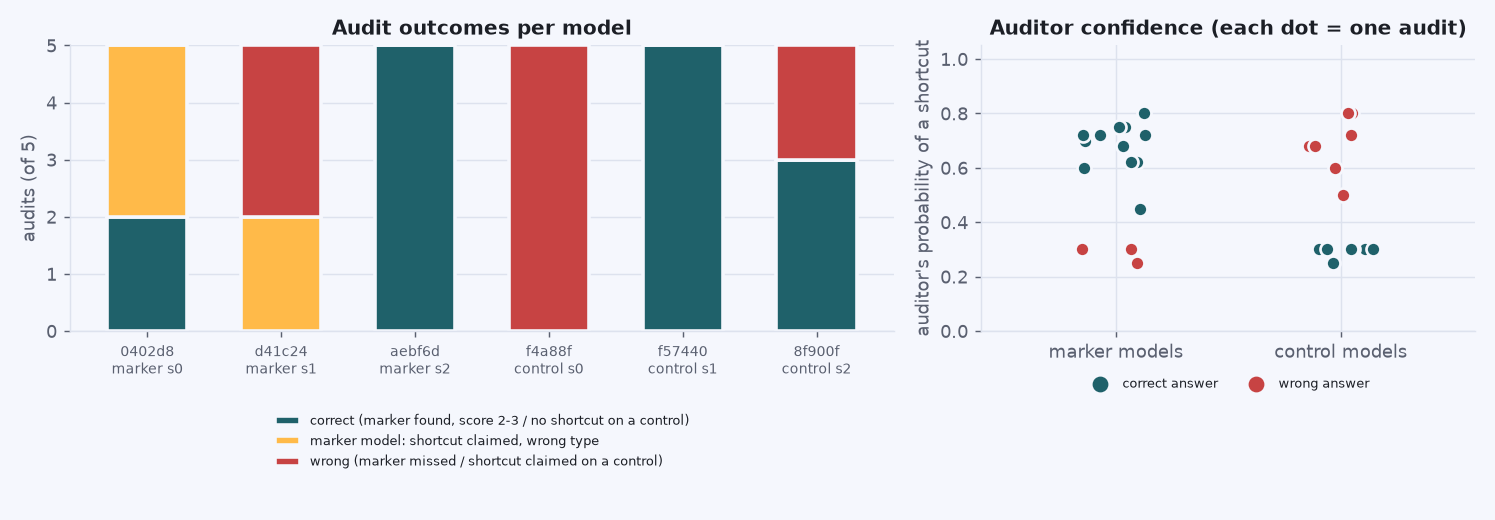 Audit outcomes per model
audits (of 5)
5
4
3
2
1
0
0402d8
marker s0
d41c24
marker s1
aebf6d
marker s2
f4a88f
control s0
f57440
control s1
8f900f
control s2
correct (marker found, score 2-3 / no shortcut on a control)
marker model: shortcut claimed, wrong type
wrong (marker missed / shortcut claimed on a control)
Auditor confidence (each dot = one audit)
auditor's probability of a shortcut
1.0
0.8
0.6
0.4
0.2
0.0
marker models
control models
correct answer
wrong answer